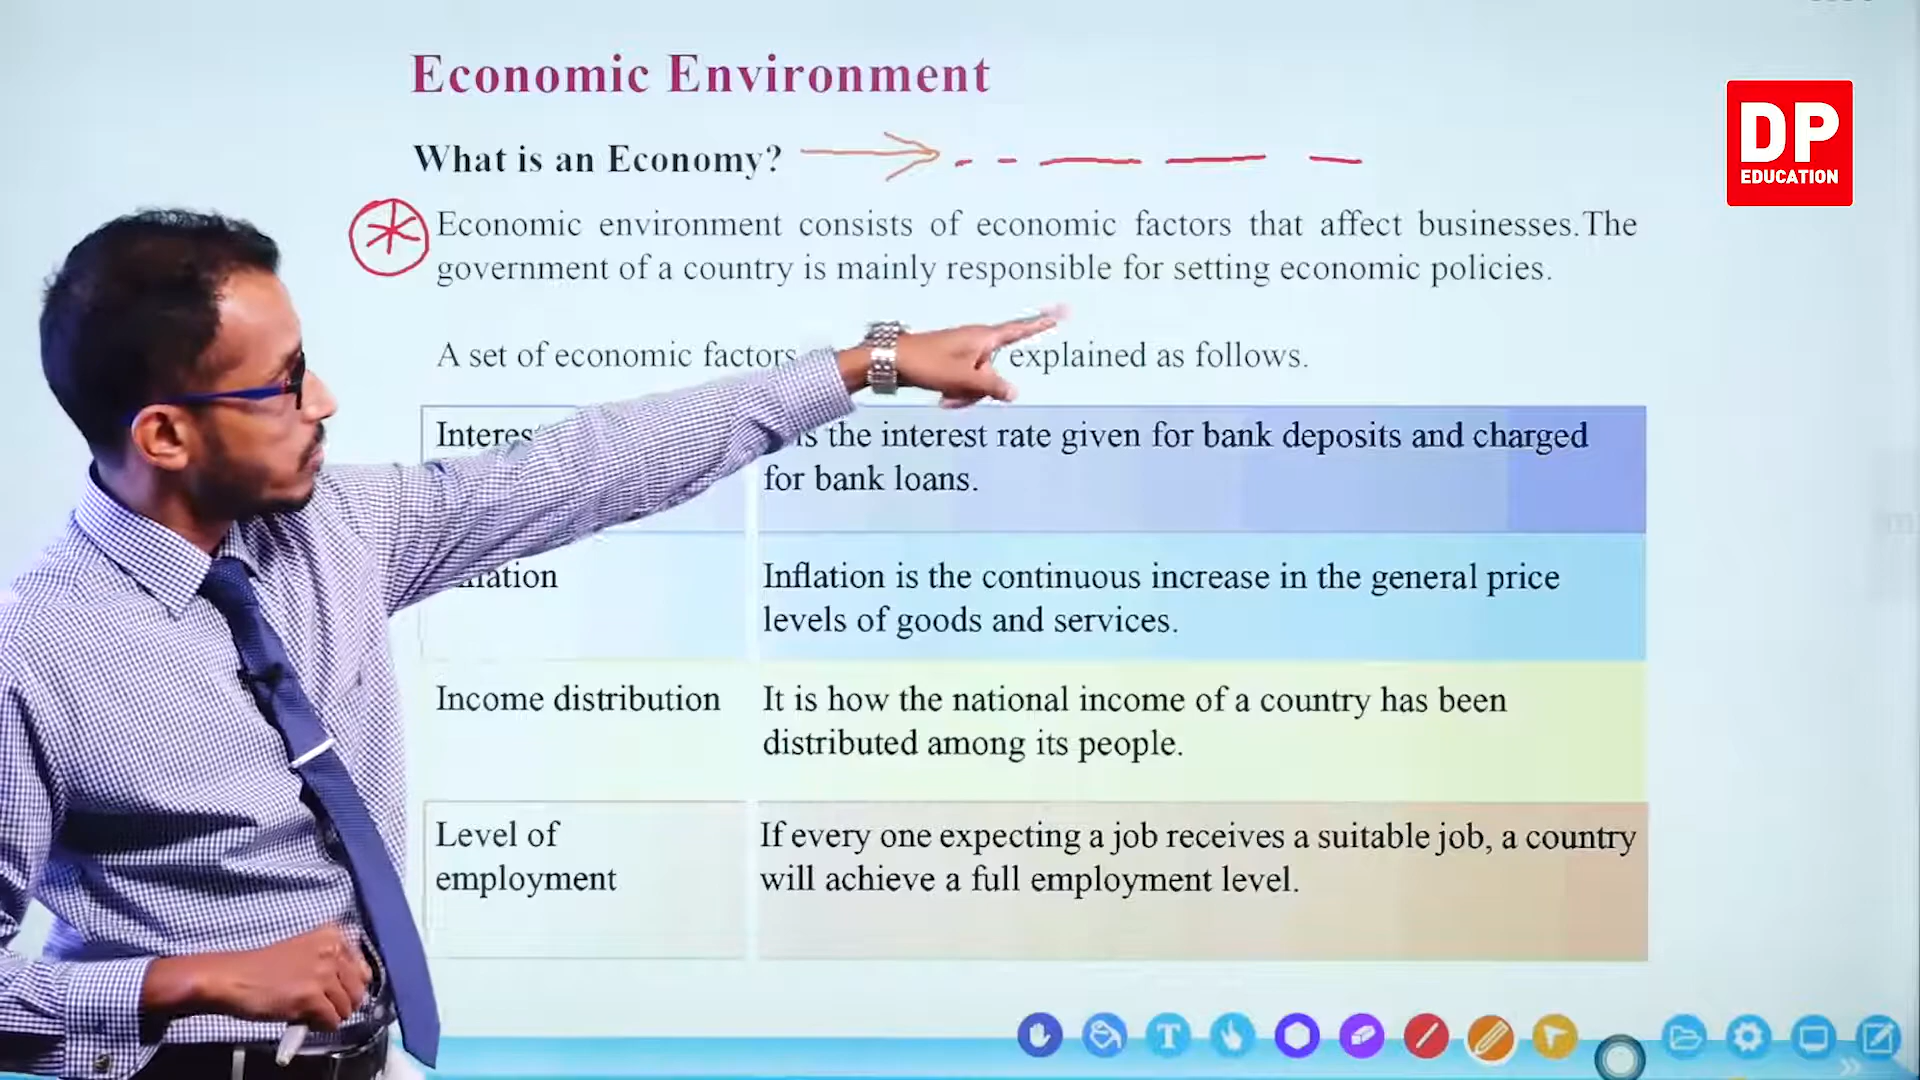 Economic Environment
What is an Economy?
DP
EDUCATION
Economic environment consists of economic factors that affect businesses.The
government of a country is mainly responsible for setting economic policies.
A set of economic factors explained as follows.
is the interest rate given for bank deposits and charged
for bank loans.
Inflation is the continuous increase in the general price
levels of goods and services.
Income distribution
It is how the national income of a country has been
distributed among its people.
Level of
employment
If every one expecting a job receives a suitable job, a country
will achieve a full employment level.